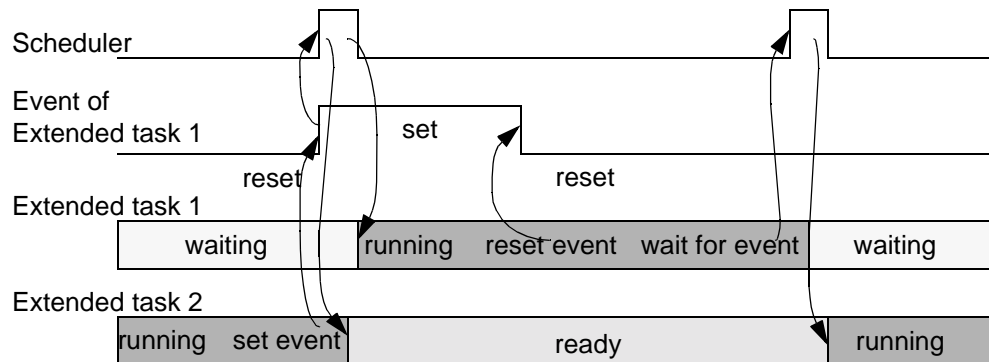 Scheduler
Event of
Extended task 1
set
reset
reset
Extended task 1
waiting
running
reset event
wait for event
waiting
Extended task 2
running
set event
ready
running